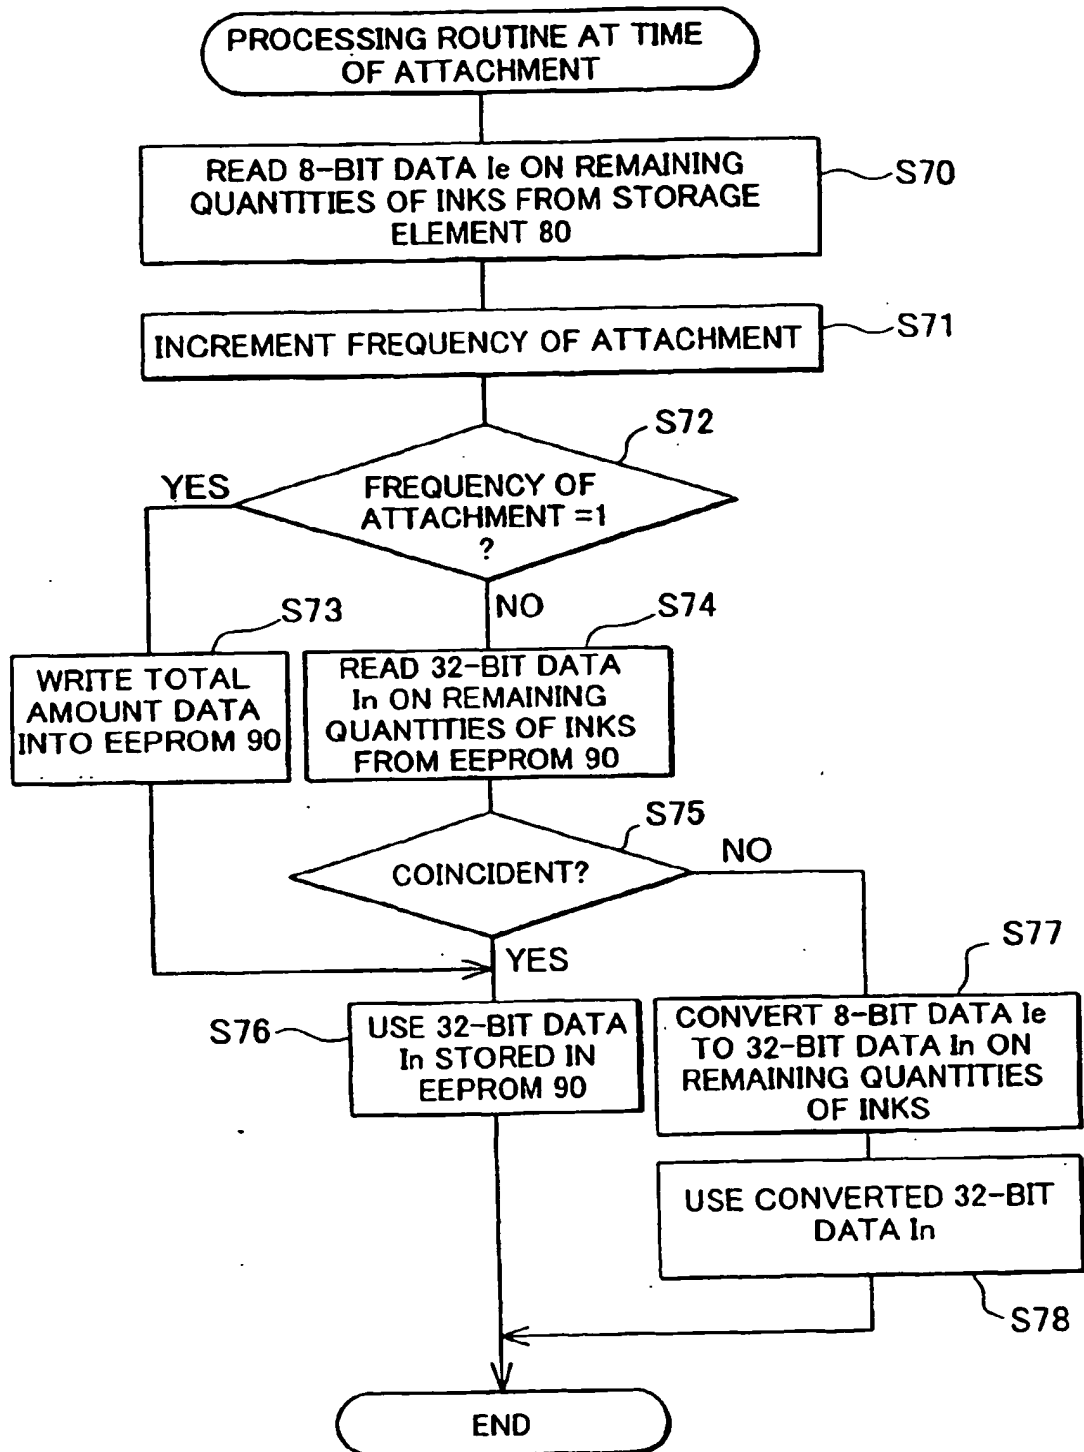 PROCESSING ROUTINE AT TIME
OF ATTACHMENT
READ 8-BIT DATA Ie ON REMAINING
QUANTITIES OF INKS FROM STORAGE
ELEMENT 80
S70
INCREMENT FREQUENCY OF ATTACHMENT
S71
S72
FREQUENCY OF
ATTACHMENT =1
?
YES
NO
S73
WRITE TOTAL
AMOUNT DATA
INTO EEPROM 90
S74
READ 32-BIT DATA
In ON REMAINING
QUANTITIES OF INKS
FROM EEPROM 90
S75
COINCIDENT?
NO
YES
S76
USE 32-BIT DATA
In STORED IN
EEPROM 90
S77
CONVERT 8-BIT DATA Ie
TO 32-BIT DATA In ON
REMAINING QUANTITIES
OF INKS
USE CONVERTED 32-BIT
DATA In
S78
END